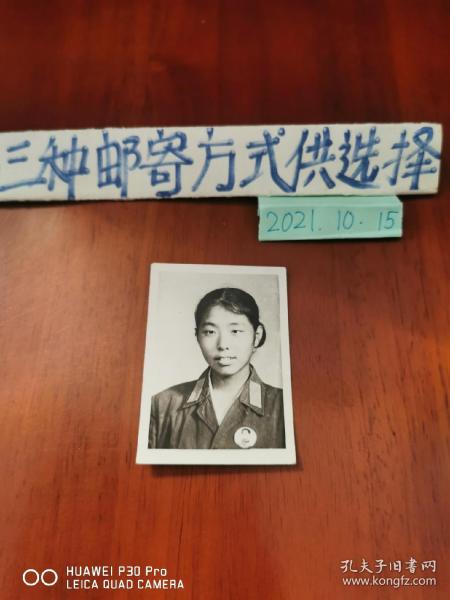 三种邮寄方式供选择
2021.10.15
HUAWEI P30 Pro
LEICA QUAD CAMERA
孔夫子旧书网
www.kongfz.com